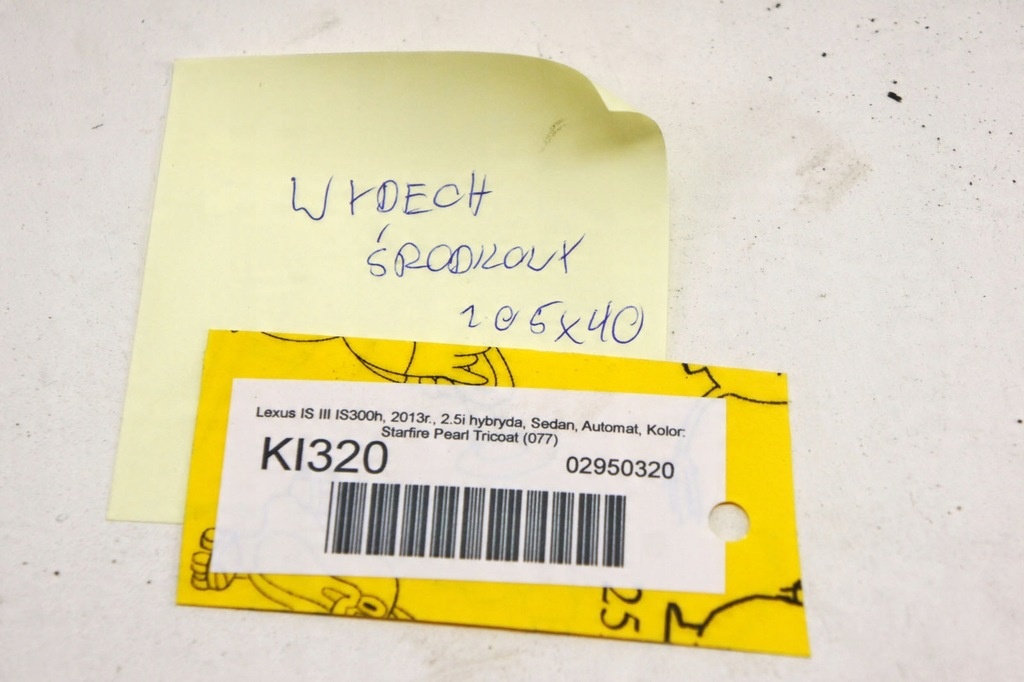 WYDECH
ŚRODKOWY
105x40
Lexus IS III IS300h, 2013r., 2.5i hybryda, Sedan, Automat, Kolor:
Starfire Pearl Tricoat (077)
KI320
02950320
25